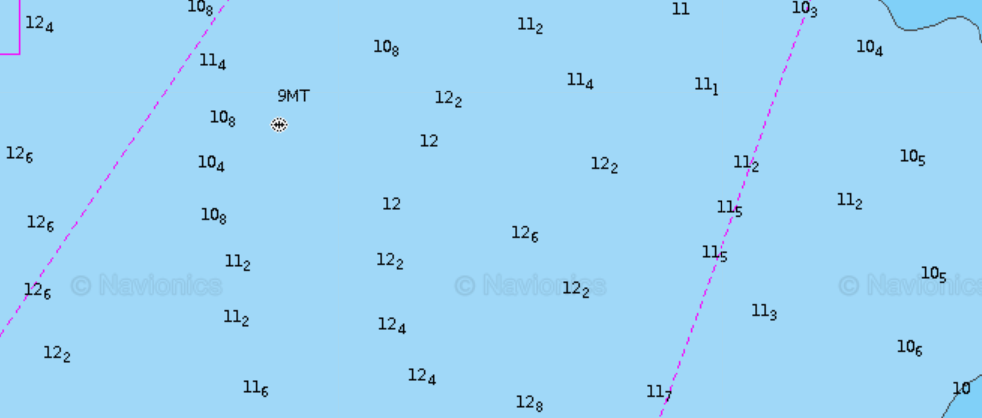 10₈ 11 10₃
12₄ 11₂
10₈ 10₄
11₄
11₄ 11₁
9MT 12₂
10₈
12
12₆ 10₄ 12₂ 11₂ 10₅
12 11₂
10₈ 11₅
12₆ 12₆
11₂ 12₂ 11₅
10₅
© Navionics © Navionics © Navionics
12₆ 12₂
11₂ 12₄ 11₃
12₂ 10₆
12₄
11₆ 11₇ 10
12₈